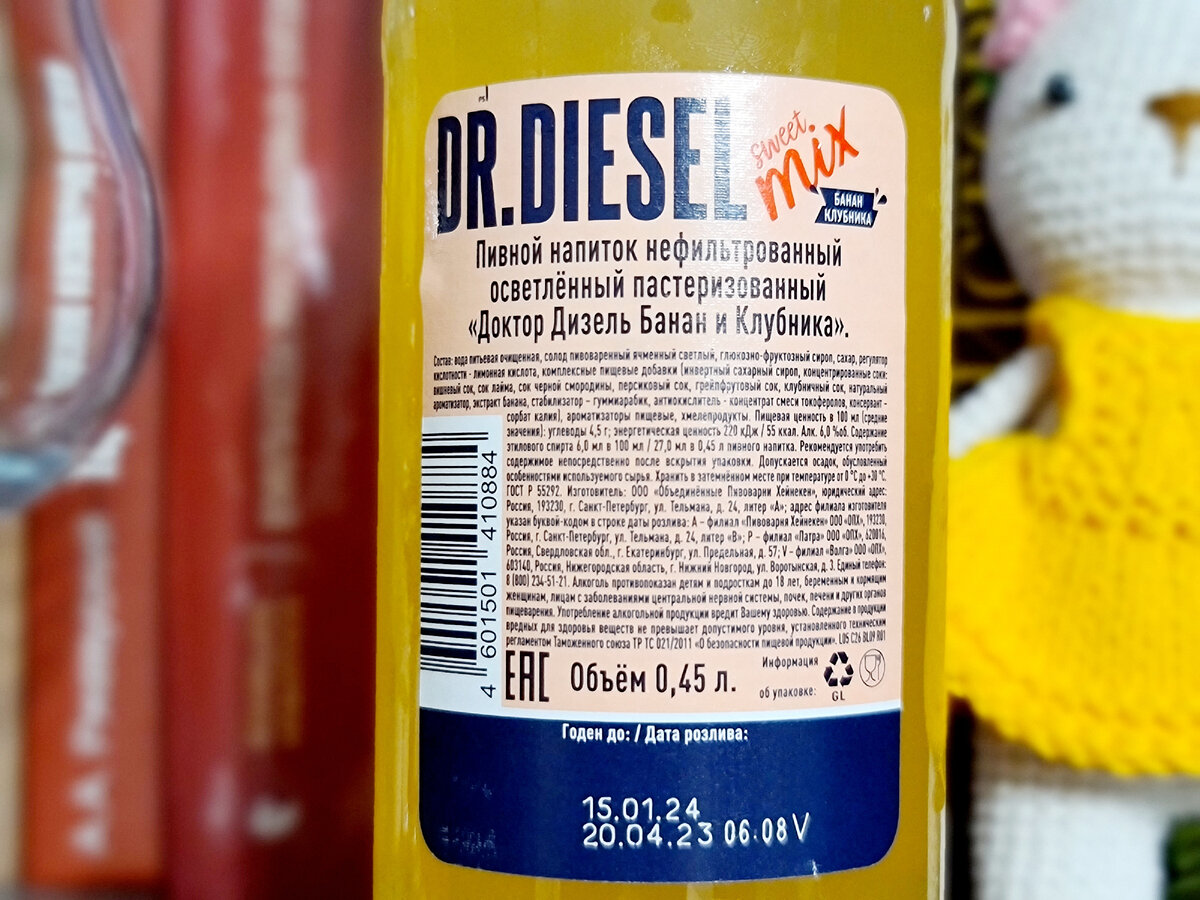 DR.DIESEL
Sweet
mix
БАНАН
КЛУБНИКА
Пивной напиток нефильтрованный
осветлённый пастеризованный
«Доктор Дизель Банан и Клубника».
Состав: вода питьевая очищенная, солод пивоваренный ячменный светлый, глюкозно-фруктозный сироп, сахар, регулятор
кислотности - лимонная кислота, комплексные пищевые добавки (инвертный сахарный сироп, концентрированные соки:
вишневый сок, сок лайма, сок черной смородины, персиковый сок, грейпфрутовый сок, клубничный сок, натуральный
ароматизатор, экстракт банана, стабилизатор – гуммиарабик, антиокислитель - концентрат смеси токоферолов, консервант -
сорбат калия), ароматизаторы пищевые, хмелепродукты. Пищевая ценность в 100 мл (средние
значения): углеводы 4,5 г; энергетическая ценность 220 кДж / 55 ккал. Алк. 6,0 %об. Содержание
этилового спирта 6,0 мл в 100 мл / 27,0 мл в 0,45 л пивного напитка. Рекомендуется употребить
содержимое непосредственно после вскрытия упаковки. Допускается осадок, обусловленный
особенностями используемого сырья. Хранить в затемнённом месте при температуре от 0 °С до +30 °С.
ГОСТ Р 55292. Изготовитель: ООО «Объединённые Пивоварни Хейнекен», юридический адрес:
Россия, 193230, г. Санкт-Петербург, ул. Тельмана, д. 24, литер «А»; адрес филиала изготовителя
указан буквой-кодом в строке даты розлива: А – филиал «Пивоварня Хейнекен» ООО «ОПХ», 193230,
Россия, г. Санкт-Петербург, ул. Тельмана, д. 24, литер «В»; Р – филиал «Патра» ООО «ОПХ», 620016,
Россия, Свердловская обл., г. Екатеринбург, ул. Предельная, д. 57; V – филиал «Волга» ООО «ОПХ»,
603140, Россия, Нижегородская область, г. Нижний Новгород, ул. Воротынская, д. 3. Единый телефон:
8 (800) 234-51-21. Алкоголь противопоказан детям и подросткам до 18 лет, беременным и кормящим
женщинам, лицам с заболеваниями центральной нервной системы, почек, печени и других органов
пищеварения. Употребление алкогольной продукции вредит Вашему здоровью. Содержание в продукции
вредных для здоровья веществ не превышает допустимого уровня, установленного техническим
регламентом Таможенного союза ТР ТС 021/2011 «О безопасности пищевой продукции». L05 C26 BL09 R01
4 601501 410884
EAC
Объём 0,45 л.
Информация
об упаковке:
GL
Годен до: / Дата розлива:
15.01.24
20.04.23 06:08 V